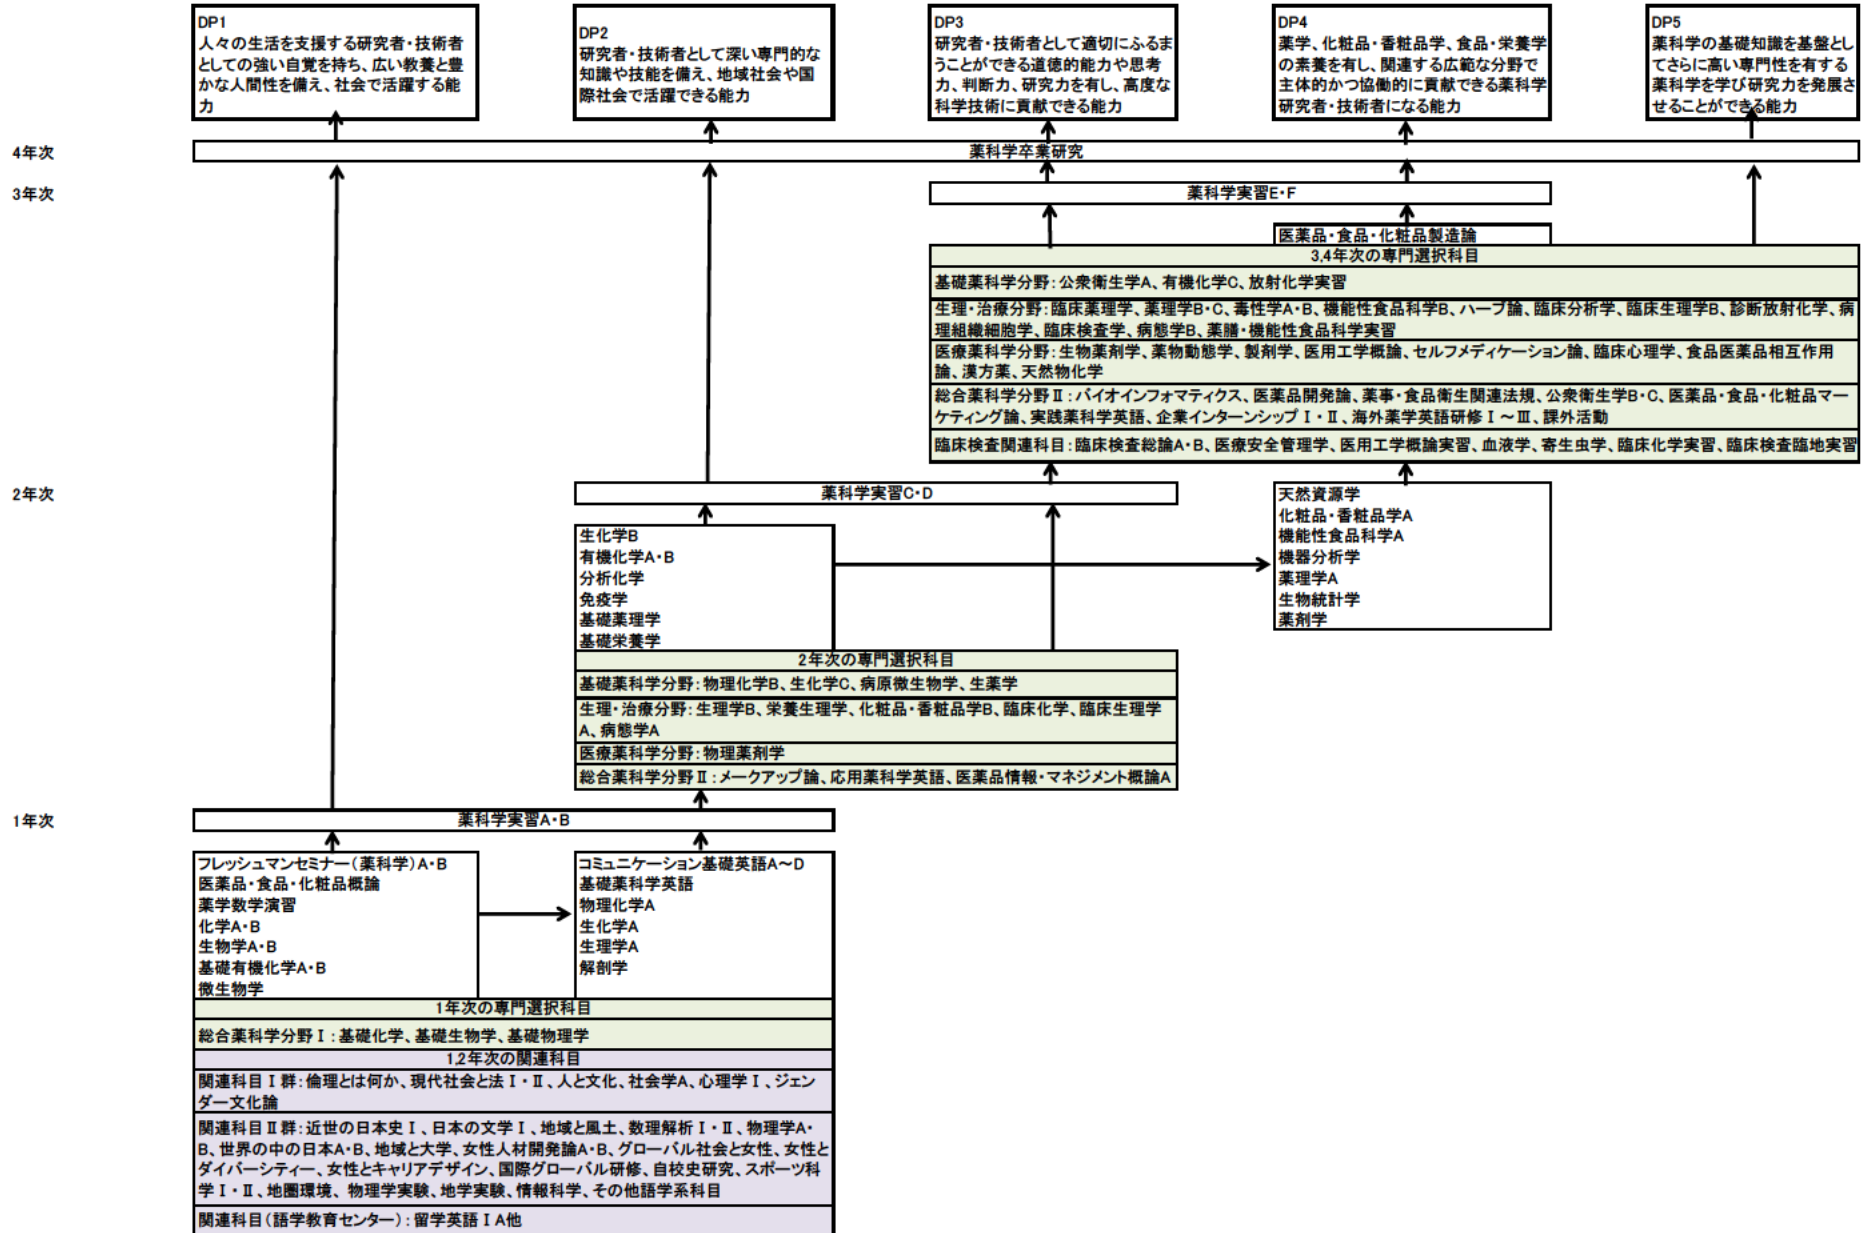 DP1
人々の生活を支援する研究者・技術者
としての強い自覚を持ち、広い教養と豊
かな人間性を備え、社会で活躍する能
力
DP2
研究者・技術者として深い専門的な
知識や技能を備え、地域社会や国
際社会で活躍できる能力
DP3
研究者・技術者として適切にふるま
うことができる道徳的能力や思考
力、判断力、研究力を有し、高度な
科学技術に貢献できる能力
DP4
薬学、化粧品・香粧品学、食品・栄養学
の素養を有し、関連する広範な分野で
主体的かつ協働的に貢献できる薬科学
研究者・技術者になる能力
DP5
薬科学の基礎知識を基盤とし
てさらに高い専門性を有する
薬科学を学び研究力を発展さ
せることができる能力
4年次
薬科学卒業研究
3年次
薬科学実習E・F
医薬品・食品・化粧品製造論
3,4年次の専門選択科目
基礎薬科学分野:公衆衛生学A、有機化学C、放射化学実習
生理・治療分野:臨床薬理学、薬理学B・C、毒性学A・B、機能性食品科学B、ハーブ論、臨床分析学、臨床生理学B、診断放射化学、病
理組織細胞学、臨床検査学、病態学B、薬膳・機能性食品科学実習
医療薬科学分野:生物薬剤学、薬物動態学、製剤学、医用工学概論、セルフメディケーション論、臨床心理学、食品医薬品相互作用
論、漢方薬、天然物化学
総合薬科学分野Ⅱ:バイオインフォマティクス、医薬品開発論、薬事・食品衛生関連法規、公衆衛生学B・C、医薬品・食品・化粧品マー
ケティング論、実践薬科学英語、企業インターンシップⅠ・Ⅱ、海外薬学英語研修Ⅰ～Ⅲ、課外活動
臨床検査関連科目:臨床検査総論A・B、医療安全管理学、医用工学概論実習、血液学、寄生虫学、臨床化学実習、臨床検査臨地実習
2年次
薬科学実習C・D
生化学B
有機化学A・B
分析化学
免疫学
基礎薬理学
基礎栄養学
天然資源学
化粧品・香粧品学A
機能性食品科学A
機器分析学
薬理学A
生物統計学
薬剤学
2年次の専門選択科目
基礎薬科学分野:物理化学B、生化学C、病原微生物学、生薬学
生理・治療分野:生理学B、栄養生理学、化粧品・香粧品学B、臨床化学、臨床生理学
A、病態学A
医療薬科学分野:物理薬剤学
総合薬科学分野Ⅱ:メークアップ論、応用薬科学英語、医薬品情報・マネジメント概論A
1年次
薬科学実習A・B
フレッシュマンセミナー(薬科学)A・B
医薬品・食品・化粧品概論
薬学数学演習
化学A・B
生物学A・B
基礎有機化学A・B
微生物学
コミュニケーション基礎英語A～D
基礎薬科学英語
物理化学A
生化学A
生理学A
解剖学
1年次の専門選択科目
総合薬科学分野Ⅰ:基礎化学、基礎生物学、基礎物理学
1,2年次の関連科目
関連科目Ⅰ群:倫理とは何か、現代社会と法Ⅰ・Ⅱ、人と文化、社会学A、心理学Ⅰ、ジェン
ダー文化論
関連科目Ⅱ群:近世の日本史Ⅰ、日本の文学Ⅰ、地域と風土、数理解析Ⅰ・Ⅱ、物理学A・
B、世界の中の日本A・B、地域と大学、女性人材開発論A・B、グローバル社会と女性、女性と
ダイバーシティー、女性とキャリアデザイン、国際グローバル研修、自校史研究、スポーツ科
学Ⅰ・Ⅱ、地圏環境、物理学実験、地学実験、情報科学、その他語学系科目
関連科目(語学教育センター):留学英語ⅠA他